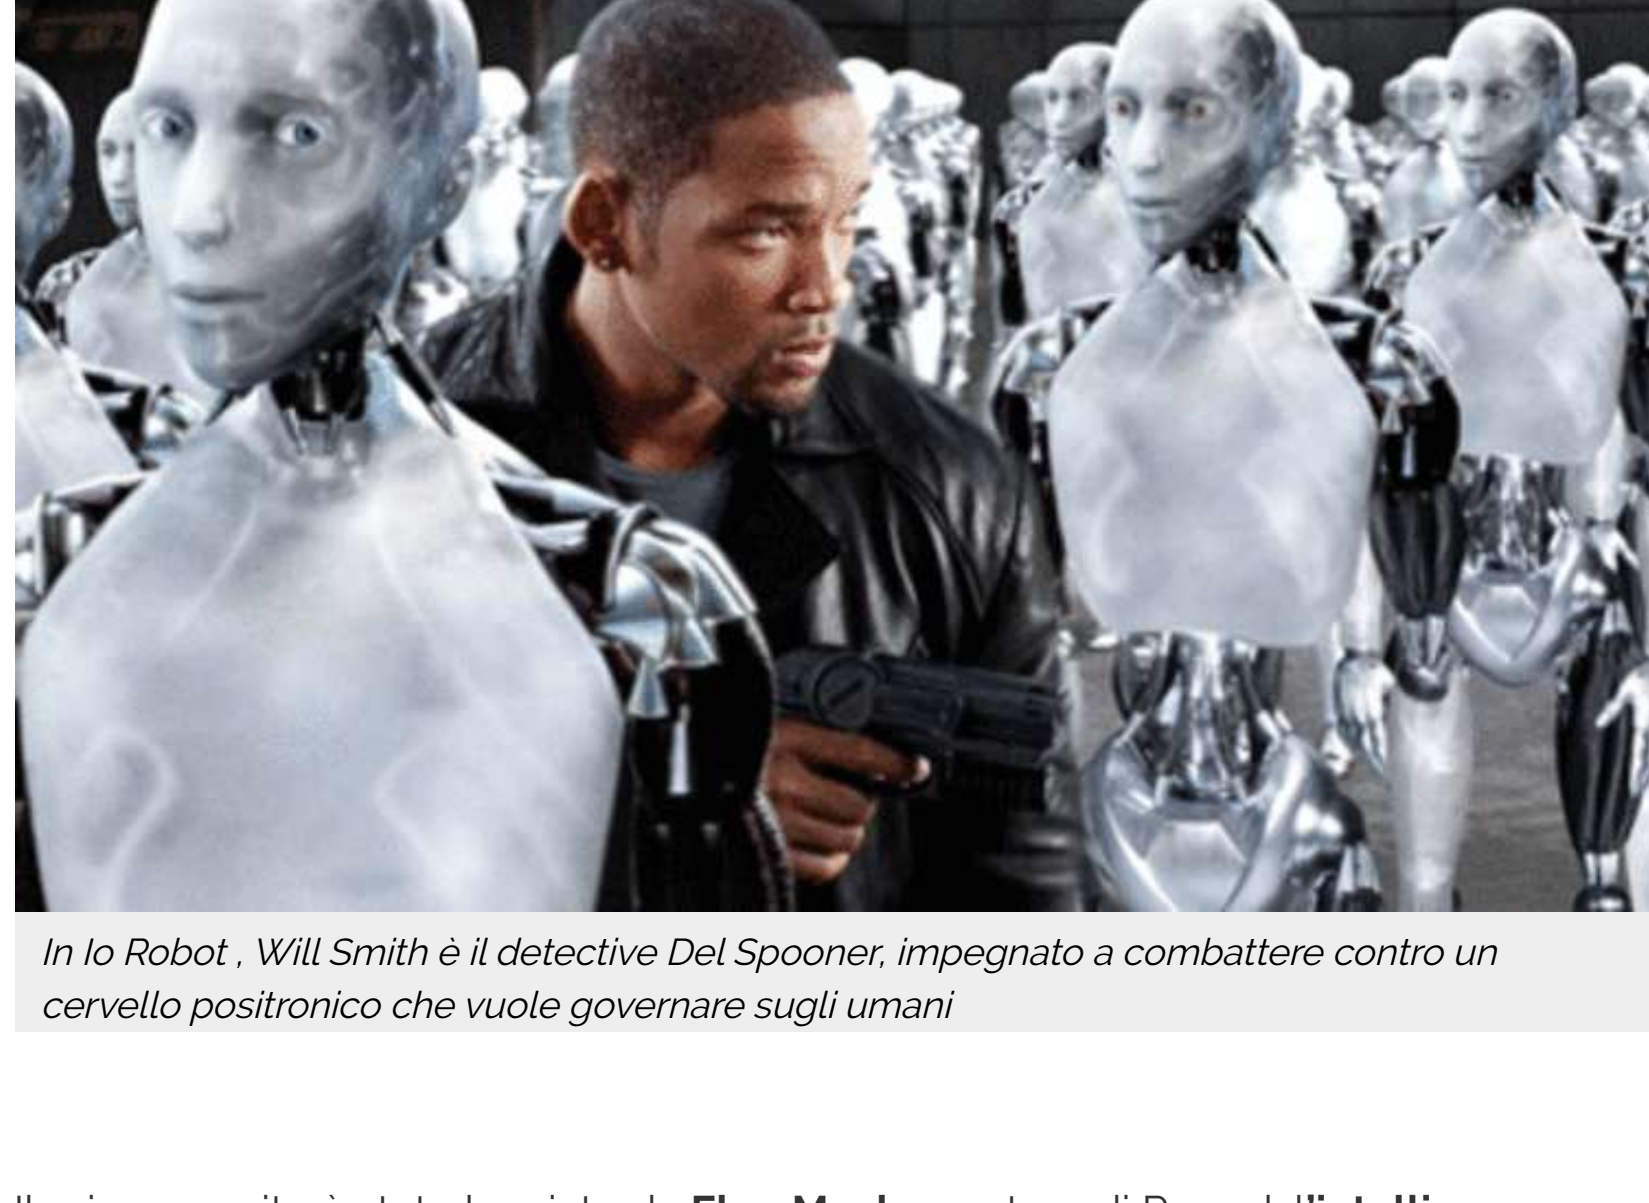 In Io Robot , Will Smith è il detective Del Spooner, impegnato a combattere contro un
cervello positronico che vuole governare sugli umani